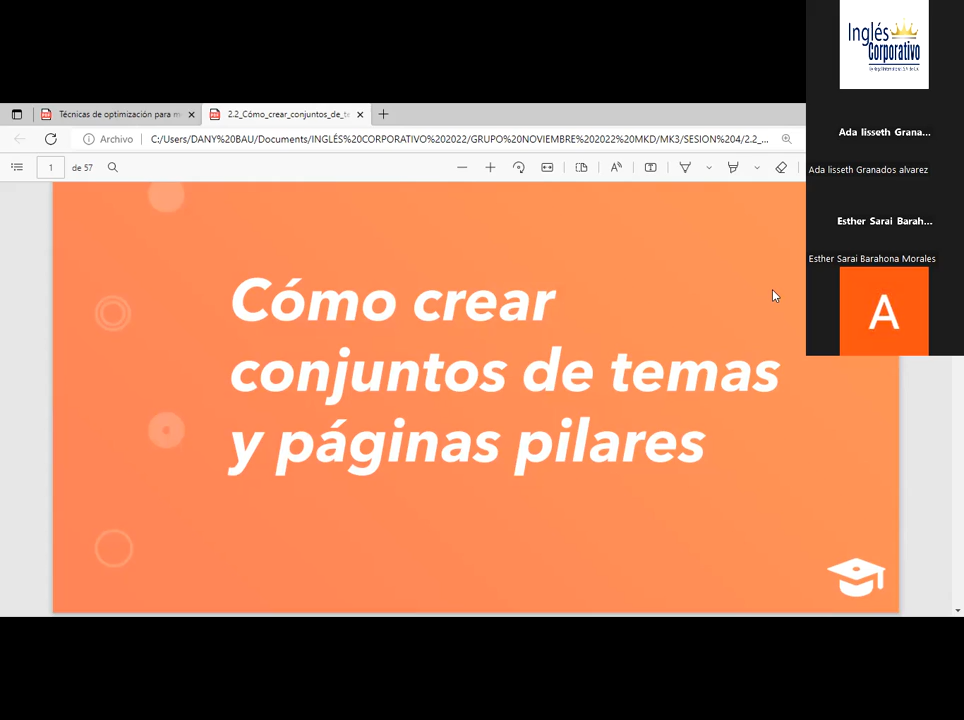 Inglés
Corporativo
Técnicas de optimización para m
2.2_Cómo_crear_conjuntos_de_te
Archivo
C:/Users/DANY%20BAU/Documents/INGLÉS%20CORPORATIVO%202022/GRUPO%20NOVIEMBRE%202022%20MKD/MK3/SESION%204/2.2_...
1 de 57
Ada lisseth Grana...
Ada lisseth Granados alvarez
Esther Sarai Barah...
Esther Sarai Barahona Morales
A
Cómo crear
conjuntos de temas
y páginas pilares